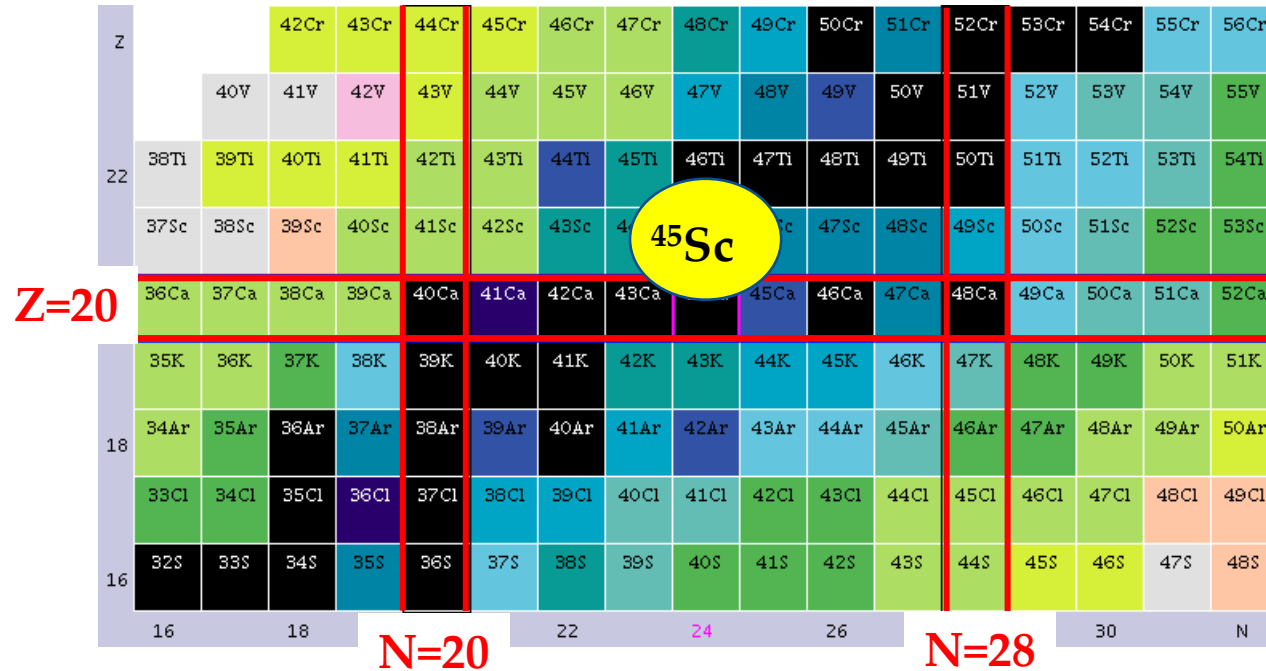 Z 42Cr 43Cr 44Cr 45Cr 46Cr 47Cr 48Cr 49Cr 50Cr 51Cr 52Cr 53Cr 54Cr 55Cr 56Cr
40V 41V 42V 43V 44V 45V 46V 47V 48V 49V 50V 51V 52V 53V 54V 55V
22 38Ti 39Ti 40Ti 41Ti 42Ti 43Ti 44Ti 45Ti 46Ti 47Ti 48Ti 49Ti 50Ti 51Ti 52Ti 53Ti 54Ti
37Sc 38Sc 39Sc 40Sc 41Sc 42Sc 43Sc ⁴⁵Sc 47Sc 48Sc 49Sc 50Sc 51Sc 52Sc 53Sc
Z=20 36Ca 37Ca 38Ca 39Ca 40Ca 41Ca 42Ca 43Ca 45Ca 46Ca 47Ca 48Ca 49Ca 50Ca 51Ca 52Ca
35K 36K 37K 38K 39K 40K 41K 42K 43K 44K 45K 46K 47K 48K 49K 50K 51K
18 34Ar 35Ar 36Ar 37Ar 38Ar 39Ar 40Ar 41Ar 42Ar 43Ar 44Ar 45Ar 46Ar 47Ar 48Ar 49Ar 50Ar
33Cl 34Cl 35Cl 36Cl 37Cl 38Cl 39Cl 40Cl 41Cl 42Cl 43Cl 44Cl 45Cl 46Cl 47Cl 48Cl 49Cl
16 32S 33S 34S 35S 36S 37S 38S 39S 40S 41S 42S 43S 44S 45S 46S 47S 48S
16 18 N=20 22 24 26 N=28 30 N